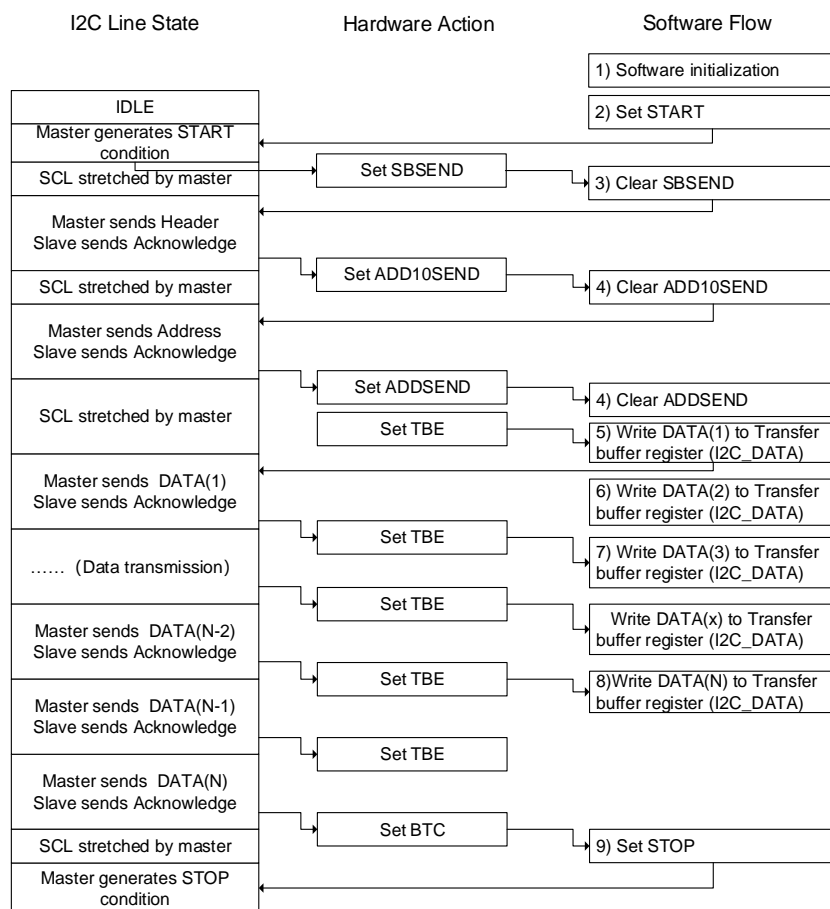 I2C Line State
Hardware Action
Software Flow
1) Software initialization
IDLE
2) Set START
Master generates START
condition
SCL stretched by master
Set SBSEND
3) Clear SBSEND
Master sends Header
Slave sends Acknowledge
SCL stretched by master
Set ADD10SEND
4) Clear ADD10SEND
Master sends Address
Slave sends Acknowledge
SCL stretched by master
Set ADDSEND
4) Clear ADDSEND
Set TBE
5) Write DATA(1) to Transfer
buffer register (I2C_DATA)
Master sends DATA(1)
Slave sends Acknowledge
6) Write DATA(2) to Transfer
buffer register (I2C_DATA)
Set TBE
7) Write DATA(3) to Transfer
buffer register (I2C_DATA)
…… (Data transmission)
Set TBE
Write DATA(x) to Transfer
buffer register (I2C_DATA)
Master sends DATA(N-2)
Slave sends Acknowledge
Set TBE
8)Write DATA(N) to Transfer
buffer register (I2C_DATA)
Master sends DATA(N-1)
Slave sends Acknowledge
Set TBE
Master sends DATA(N)
Slave sends Acknowledge
Set BTC
SCL stretched by master
9) Set STOP
Master generates STOP
condition